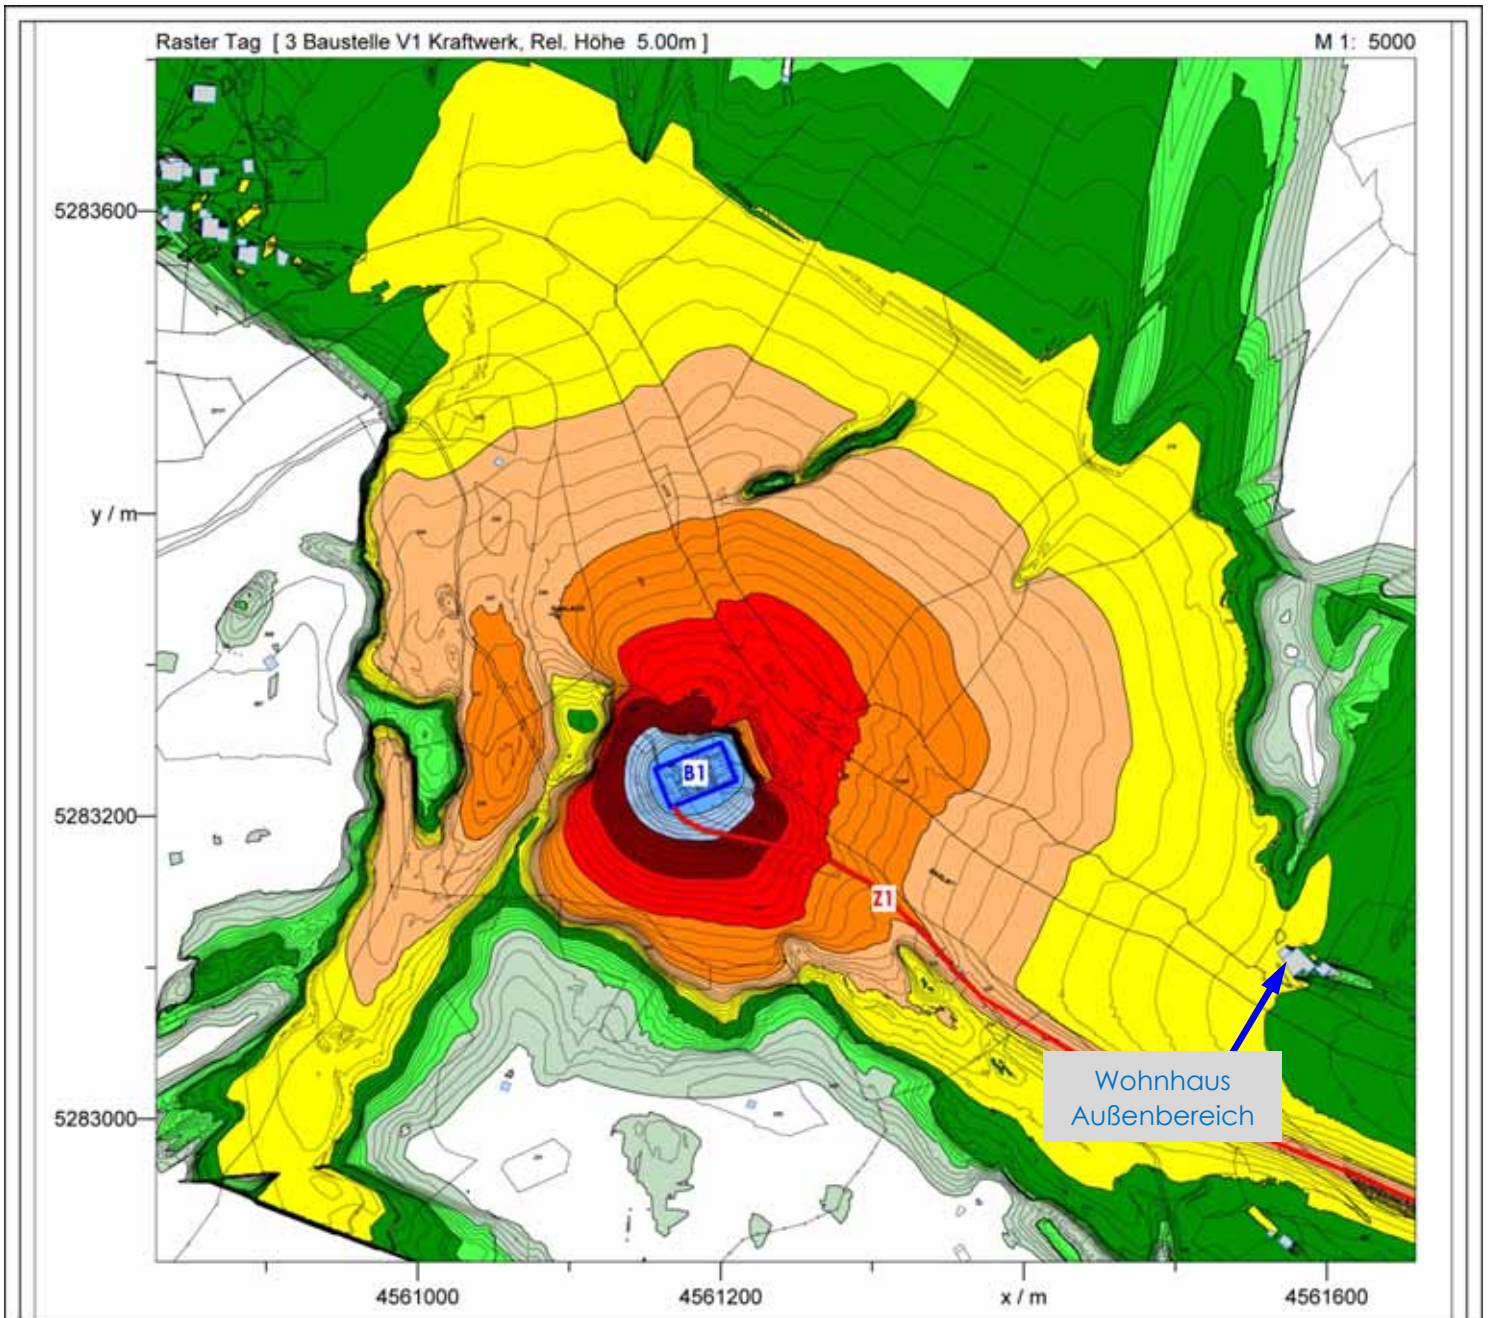 Raster Tag [ 3 Baustelle V1 Kraftwerk, Rel. Höhe 5.00m ]
M 1: 5000
5283600
y / m
B1
5283200
Z1
Wohnhaus
Außenbereich
5283000
4561000
4561200
x / m
4561600